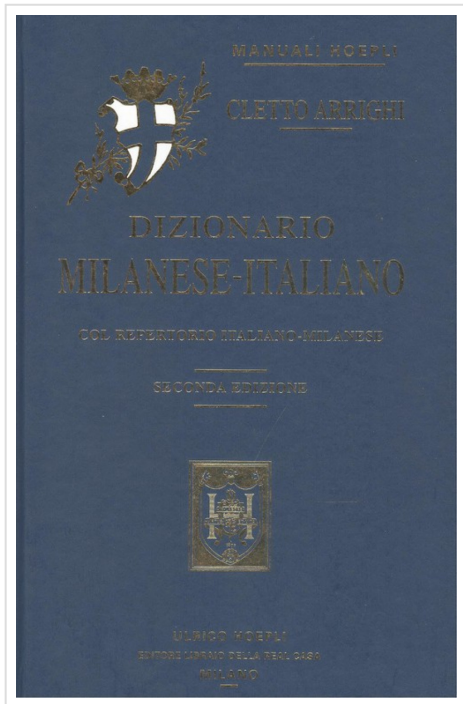 MANUALI HOEPLI
CLETTO ARRIGHI
DIZIONARIO
MILANESE-ITALIANO
COL REPERTORIO ITALIANO-MILANESE
SECONDA EDIZIONE
H
ULRICO HOEPLI
EDITORE LIBRAIO DELLA REAL CASA
MILANO